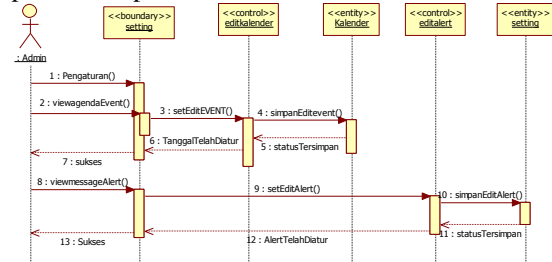 <<boundary>>
setting
<<control>>
editkalender
<<entity>>
Kalender
<<control>>
editalert
<<entity>>
setting
: Admin
1 : Pengaturan()
2 : viewagendaEvent()
3 : setEditEVENT()
4 : simpanEditevent()
5 : statusTersimpan
6 : TanggalTelahDiatur
7 : sukses
8 : viewmessageAlert()
9 : setEditAlert()
10 : simpanEditAlert()
11 : statusTersimpan
12 : AlertTelahDiatur
13 : Sukses